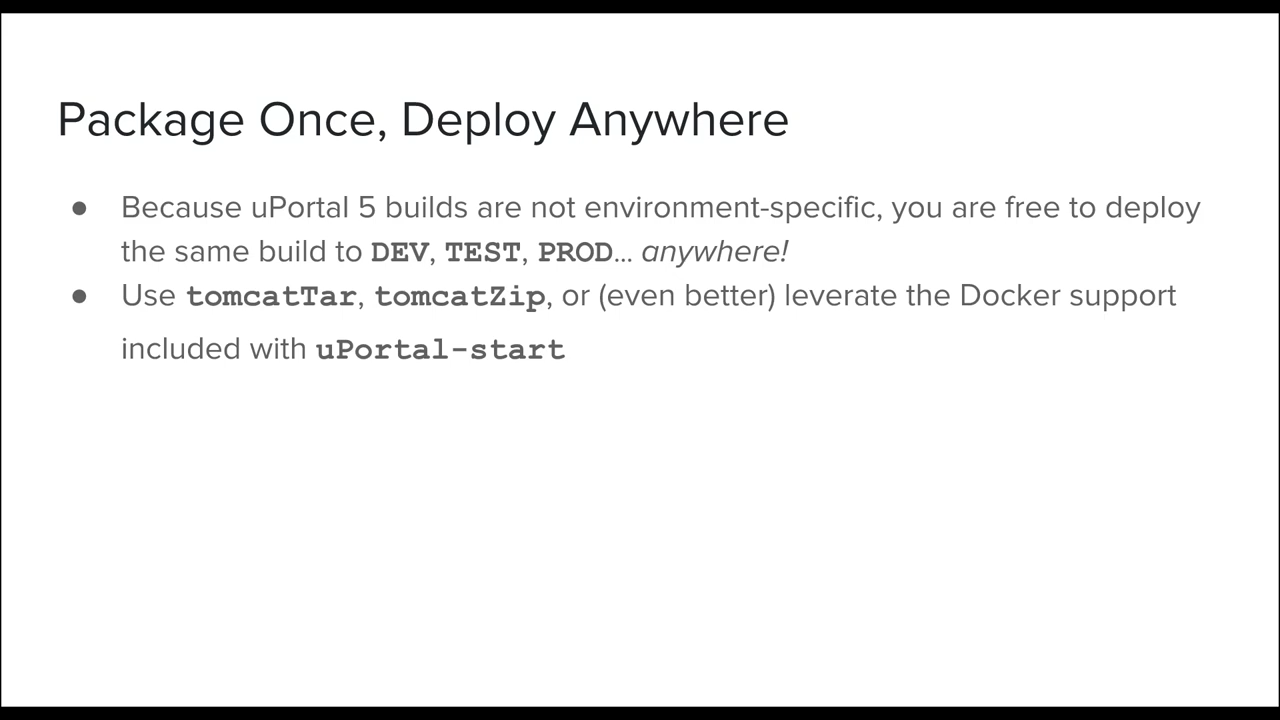 Package Once, Deploy Anywhere
● Because uPortal 5 builds are not environment-specific, you are free to deploy
the same build to DEV, TEST, PROD... anywhere!
● Use tomcatTar, tomcatZip, or (even better) leverate the Docker support
included with uPortal-start